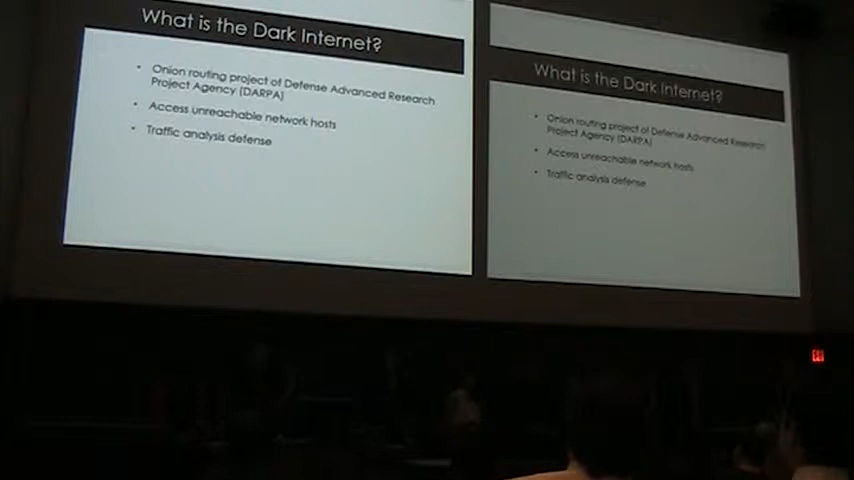 What is the Dark Internet?
• Onion routing project of Defense Advanced Research
Project Agency (DARPA)
• Access unreachable network hosts
• Traffic analysis defense
What is the Dark Internet?
• Onion routing project of Defense Advanced Research
Project Agency (DARPA)
• Access unreachable network hosts
• Traffic analysis defense